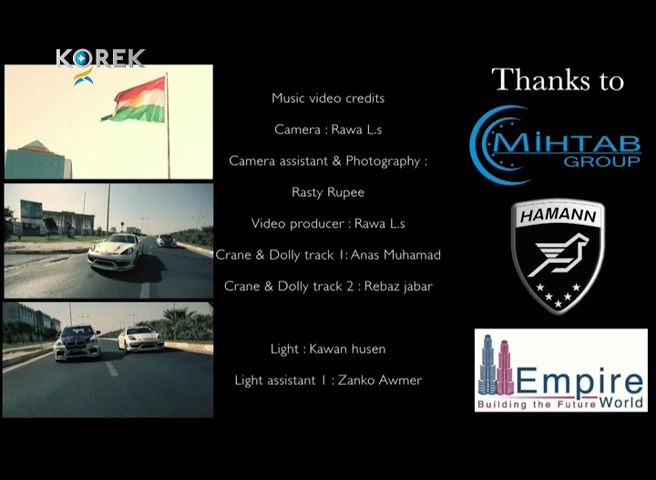 KOREK
Music video credits
Camera : Rawa L.s
Camera assistant & Photography :
Rasty Rupee
Video producer : Rawa L.s
Crane & Dolly track 1: Anas Muhamad
Crane & Dolly track 2 : Rebaz jabar
Light : Kawan husen
Light assistant 1 : Zanko Awmer
Thanks to
MİHTAB
GROUP
HAMANN
Empire
Building the Future World